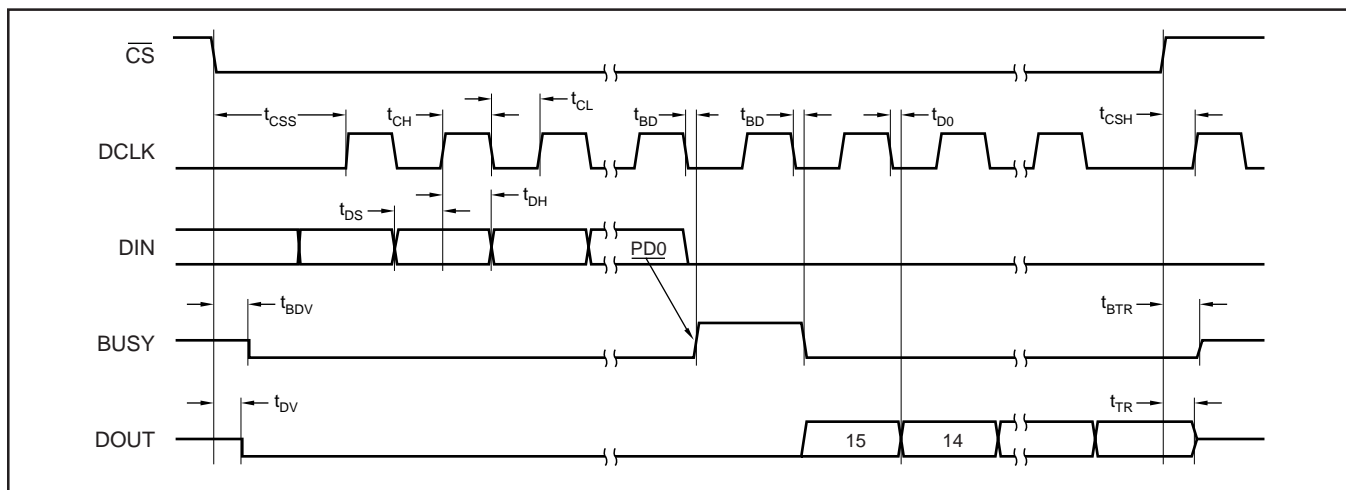 CS
tCSS
tCH
tCL
tBD
tBD
tD0
tCSH
DCLK
tDS
tDH
DIN
PD0
tBDV
tBTR
BUSY
tDV
tTR
DOUT
15
14